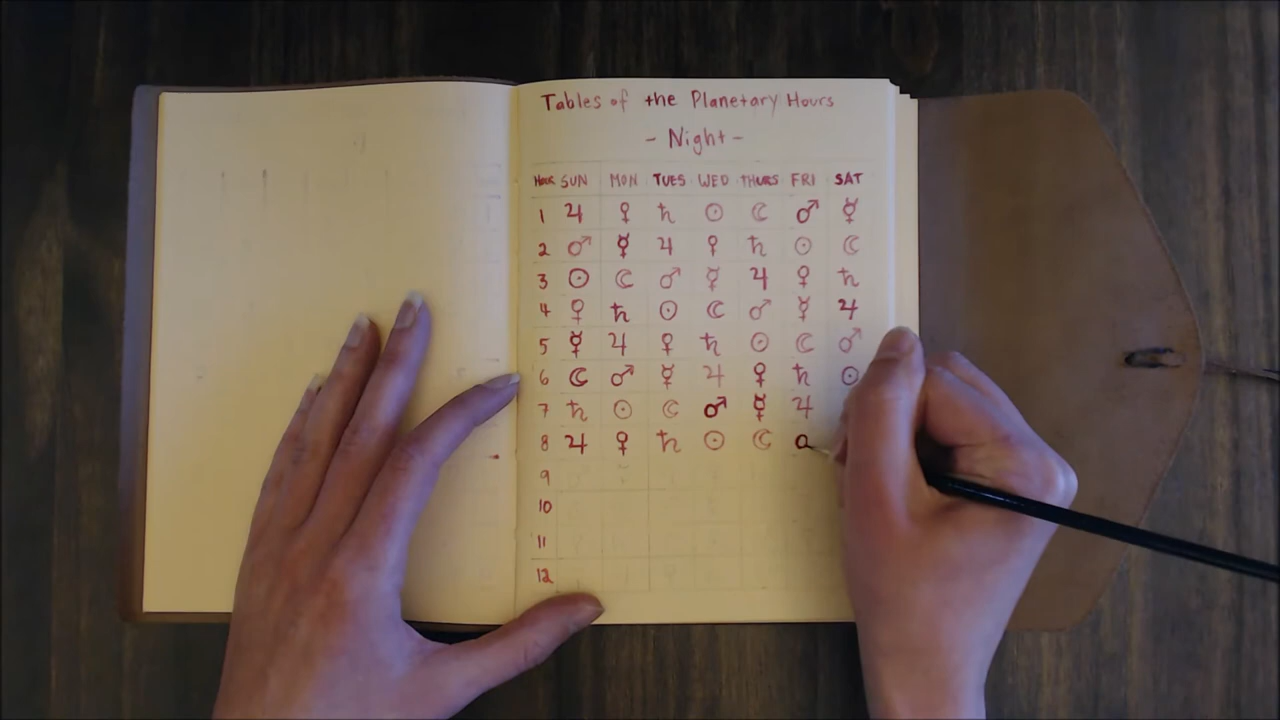 Tables of the Planetary Hours
- Night -
Hour SUN MON TUES WED THURS FRI SAT
1 ♃ ♀ ♄ ☉ ☾ ♂ ☿
2 ♂ ☿ ♃ ♀ ♄ ☉ ☾
3 ☉ ☾ ♂ ☿ ♃ ♀ ♄
4 ♀ ♄ ☉ ☾ ♂ ☿ ♃
5 ☿ ♃ ♀ ♄ ☉ ☾ ♂
6 ☾ ♂ ☿ ♃ ♀ ♄ ☉
7 ♄ ☉ ☾ ♂ ☿ ♃
8 ♃ ♀ ♄ ☉ ☾
9
10
11
12